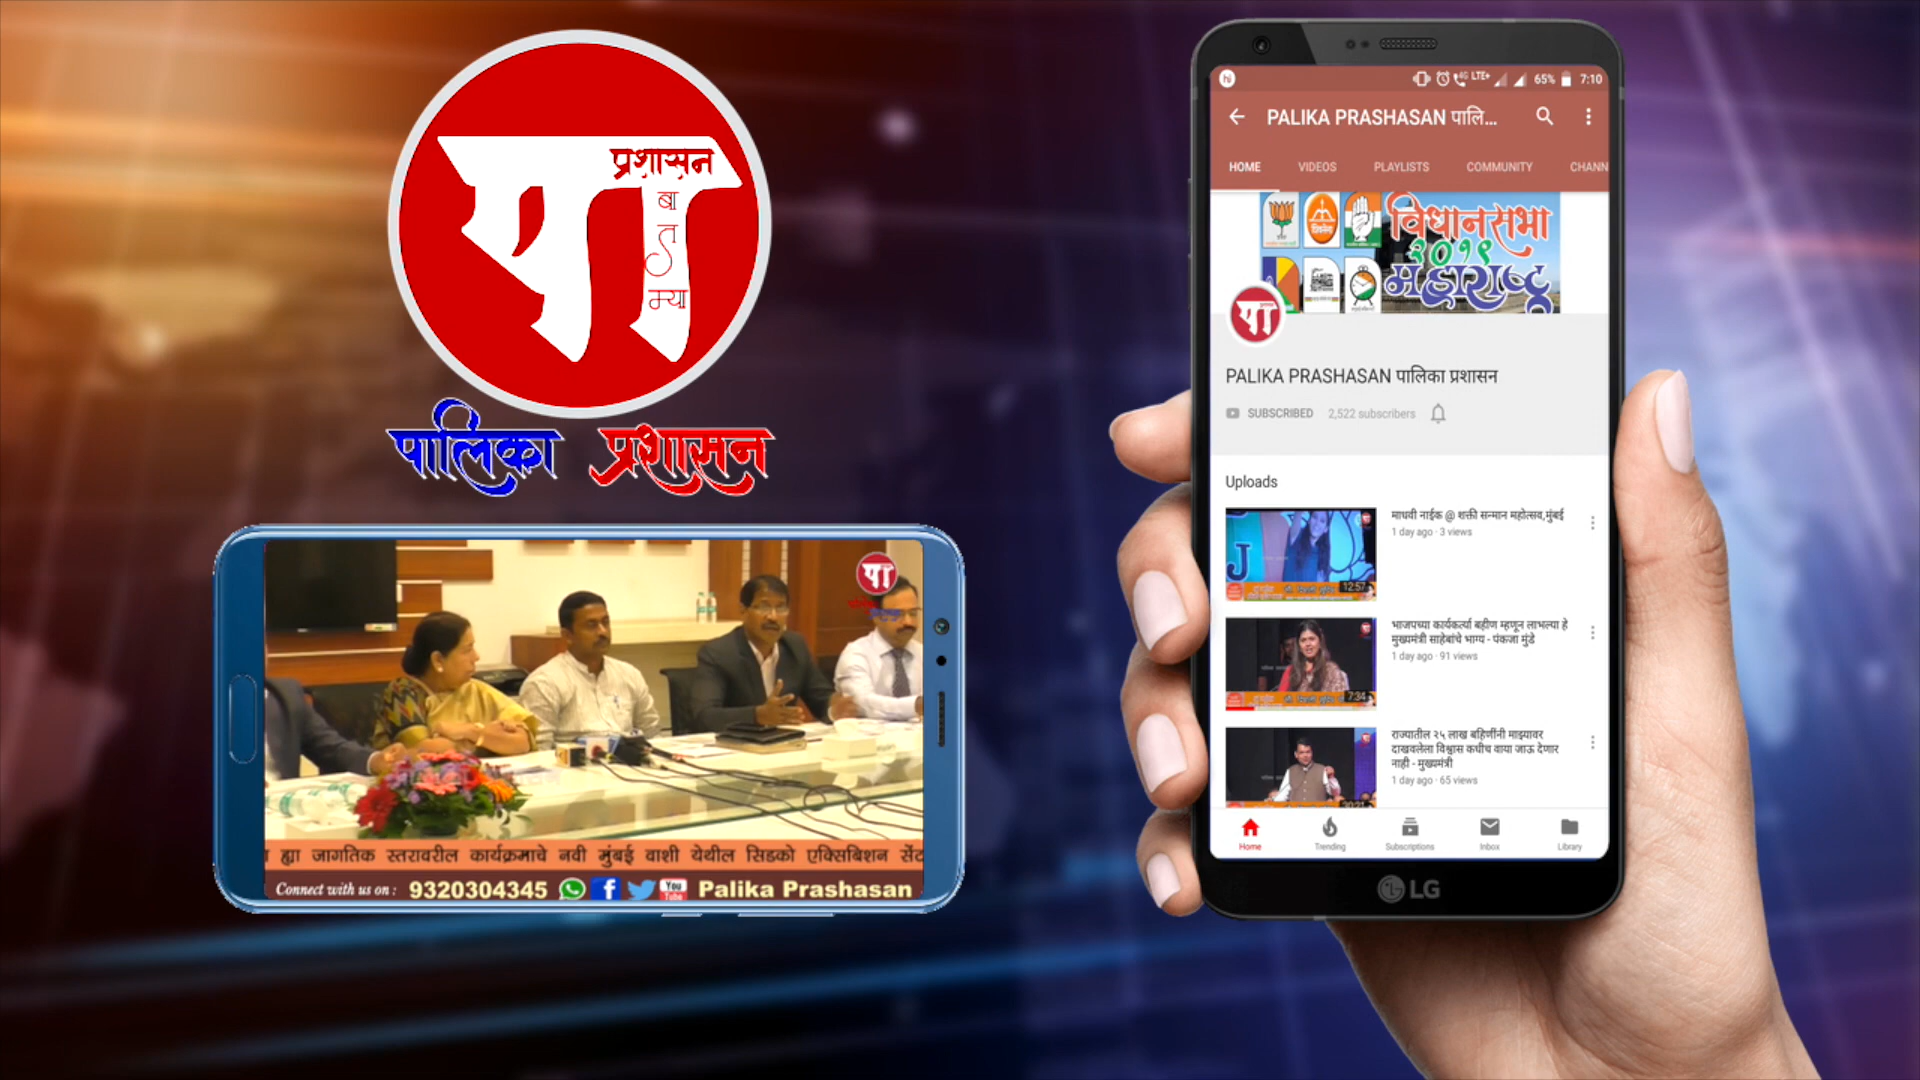 पा
प्रशासन
बा
त
म्या
पालिका प्रशासन
ह्या जागतिक स्तरावरील कार्यक्रमाचे नवी मुंबई वाशी येथील सिडको एक्सिबिशन सेंट
Connect with us on : 9320304345 You Tube Palika Prashasan
65% 7:10
PALIKA PRASHASAN पालि...
HOME VIDEOS PLAYLISTS COMMUNITY CHANN
विधानसभा
२०१९
महाराष्ट्र
पा
PALIKA PRASHASAN पालिका प्रशासन
SUBSCRIBED 2,522 subscribers
Uploads
माधवी नाईक @ शक्ती सन्मान महोत्सव,मुंबई
1 day ago · 3 views
12:57
भाजपच्या कार्यकर्त्या बहीण म्हणून लाभल्या हे
मुख्यमंत्री साहेबांचे भाग्य - पंकजा मुंडे
1 day ago · 91 views
7:34
राज्यातील २५ लाख बहिणींनी माझ्यावर
दाखवलेला विश्वास कधीच वाया जाऊ देणार
नाही - मुख्यमंत्री
1 day ago · 65 views
Home Trending Subscriptions Inbox Library
LG